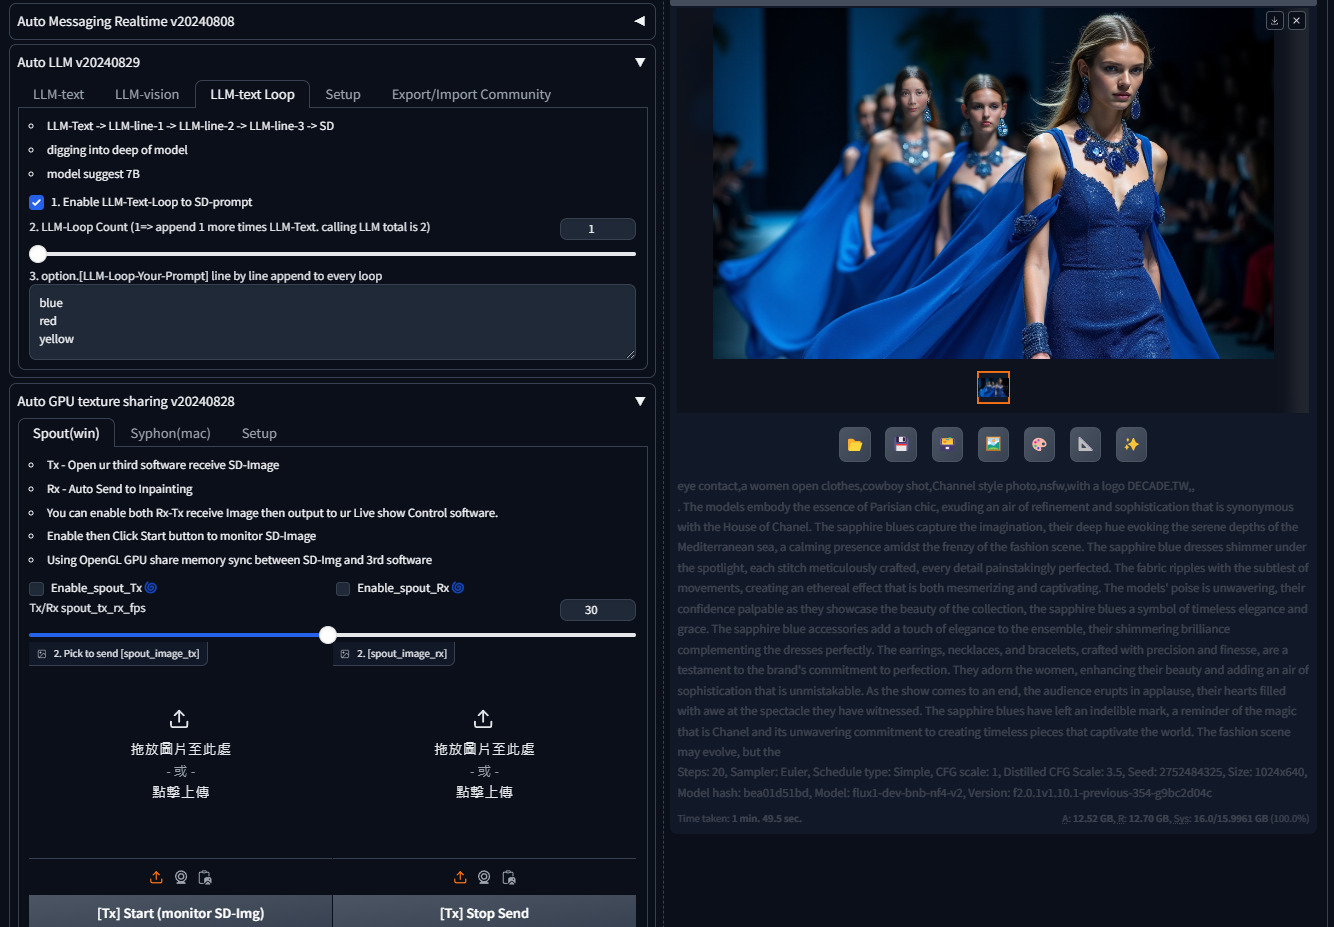 Auto Messaging Realtime v20240808
Auto LLM v20240829
LLM-text
LLM-vision
LLM-text Loop
Setup
Export/Import Community
LLM-Text -> LLM-line-1 -> LLM-line-2 -> LLM-line-3 -> SD
digging into deep of model
model suggest 7B
1. Enable LLM-Text-Loop to SD-prompt
2. LLM-Loop Count (1=> append 1 more times LLM-Text. calling LLM total is 2)
1
3. option.[LLM-Loop-Your-Prompt] line by line append to every loop
blue
red
yellow
Auto GPU texture sharing v20240828
Spout(win)
Syphon(mac)
Setup
Tx - Open ur third software receive SD-Image
Rx - Auto Send to Inpainting
You can enable both Rx-Tx receive Image then output to ur Live show Control software.
Enable then Click Start button to monitor SD-Image
Using OpenGL GPU share memory sync between SD-Img and 3rd software
Enable_spout_Tx
Enable_spout_Rx
Tx/Rx spout_tx_rx_fps
30
2. Pick to send [spout_image_tx]
2. [spout_image_rx]
拖放圖片至此處
- 或 -
點擊上傳
拖放圖片至此處
- 或 -
點擊上傳
[Tx] Start (monitor SD-Img)
[Tx] Stop Send
eye contact,a women open clothes,cowboy shot,Channel style photo,nsfw,with a logo DECADE.TW,,
. The models embody the essence of Parisian chic, exuding an air of refinement and sophistication that is synonymous
with the House of Chanel. The sapphire blues capture the imagination, their deep hue evoking the serene depths of the
Mediterranean sea, a calming presence amidst the frenzy of the fashion scene. The sapphire blue dresses shimmer under
the spotlight, each stitch meticulously crafted, every detail painstakingly perfected. The fabric ripples with the subtlest of
movements, creating an ethereal effect that is both mesmerizing and captivating. The models' poise is unwavering, their
confidence palpable as they showcase the beauty of the collection, the sapphire blues a symbol of timeless elegance and
grace. The sapphire blue accessories add a touch of elegance to the ensemble, their shimmering brilliance
complementing the dresses perfectly. The earrings, necklaces, and bracelets, crafted with precision and finesse, are a
testament to the brand's commitment to perfection. They adorn the women, enhancing their beauty and adding an air of
sophistication that is unmistakable. As the show comes to an end, the audience erupts in applause, their hearts filled
with awe at the spectacle they have witnessed. The sapphire blues have left an indelible mark, a reminder of the magic
that is Chanel and its unwavering commitment to creating timeless pieces that captivate the world. The fashion scene
may evolve, but the
Steps: 20, Sampler: Euler, Schedule type: Simple, CFG scale: 1, Distilled CFG Scale: 3.5, Seed: 2752484325, Size: 1024x640,
Model hash: bea01d51bd, Model: flux1-dev-bnb-nf4-v2, Version: f2.0.1v1.10.1-previous-354-g9bc2d04c
Time taken: 1 min. 49.5 sec.
A: 12.52 GB, R: 12.70 GB, Sys: 16.0/15.9961 GB (100.0%)